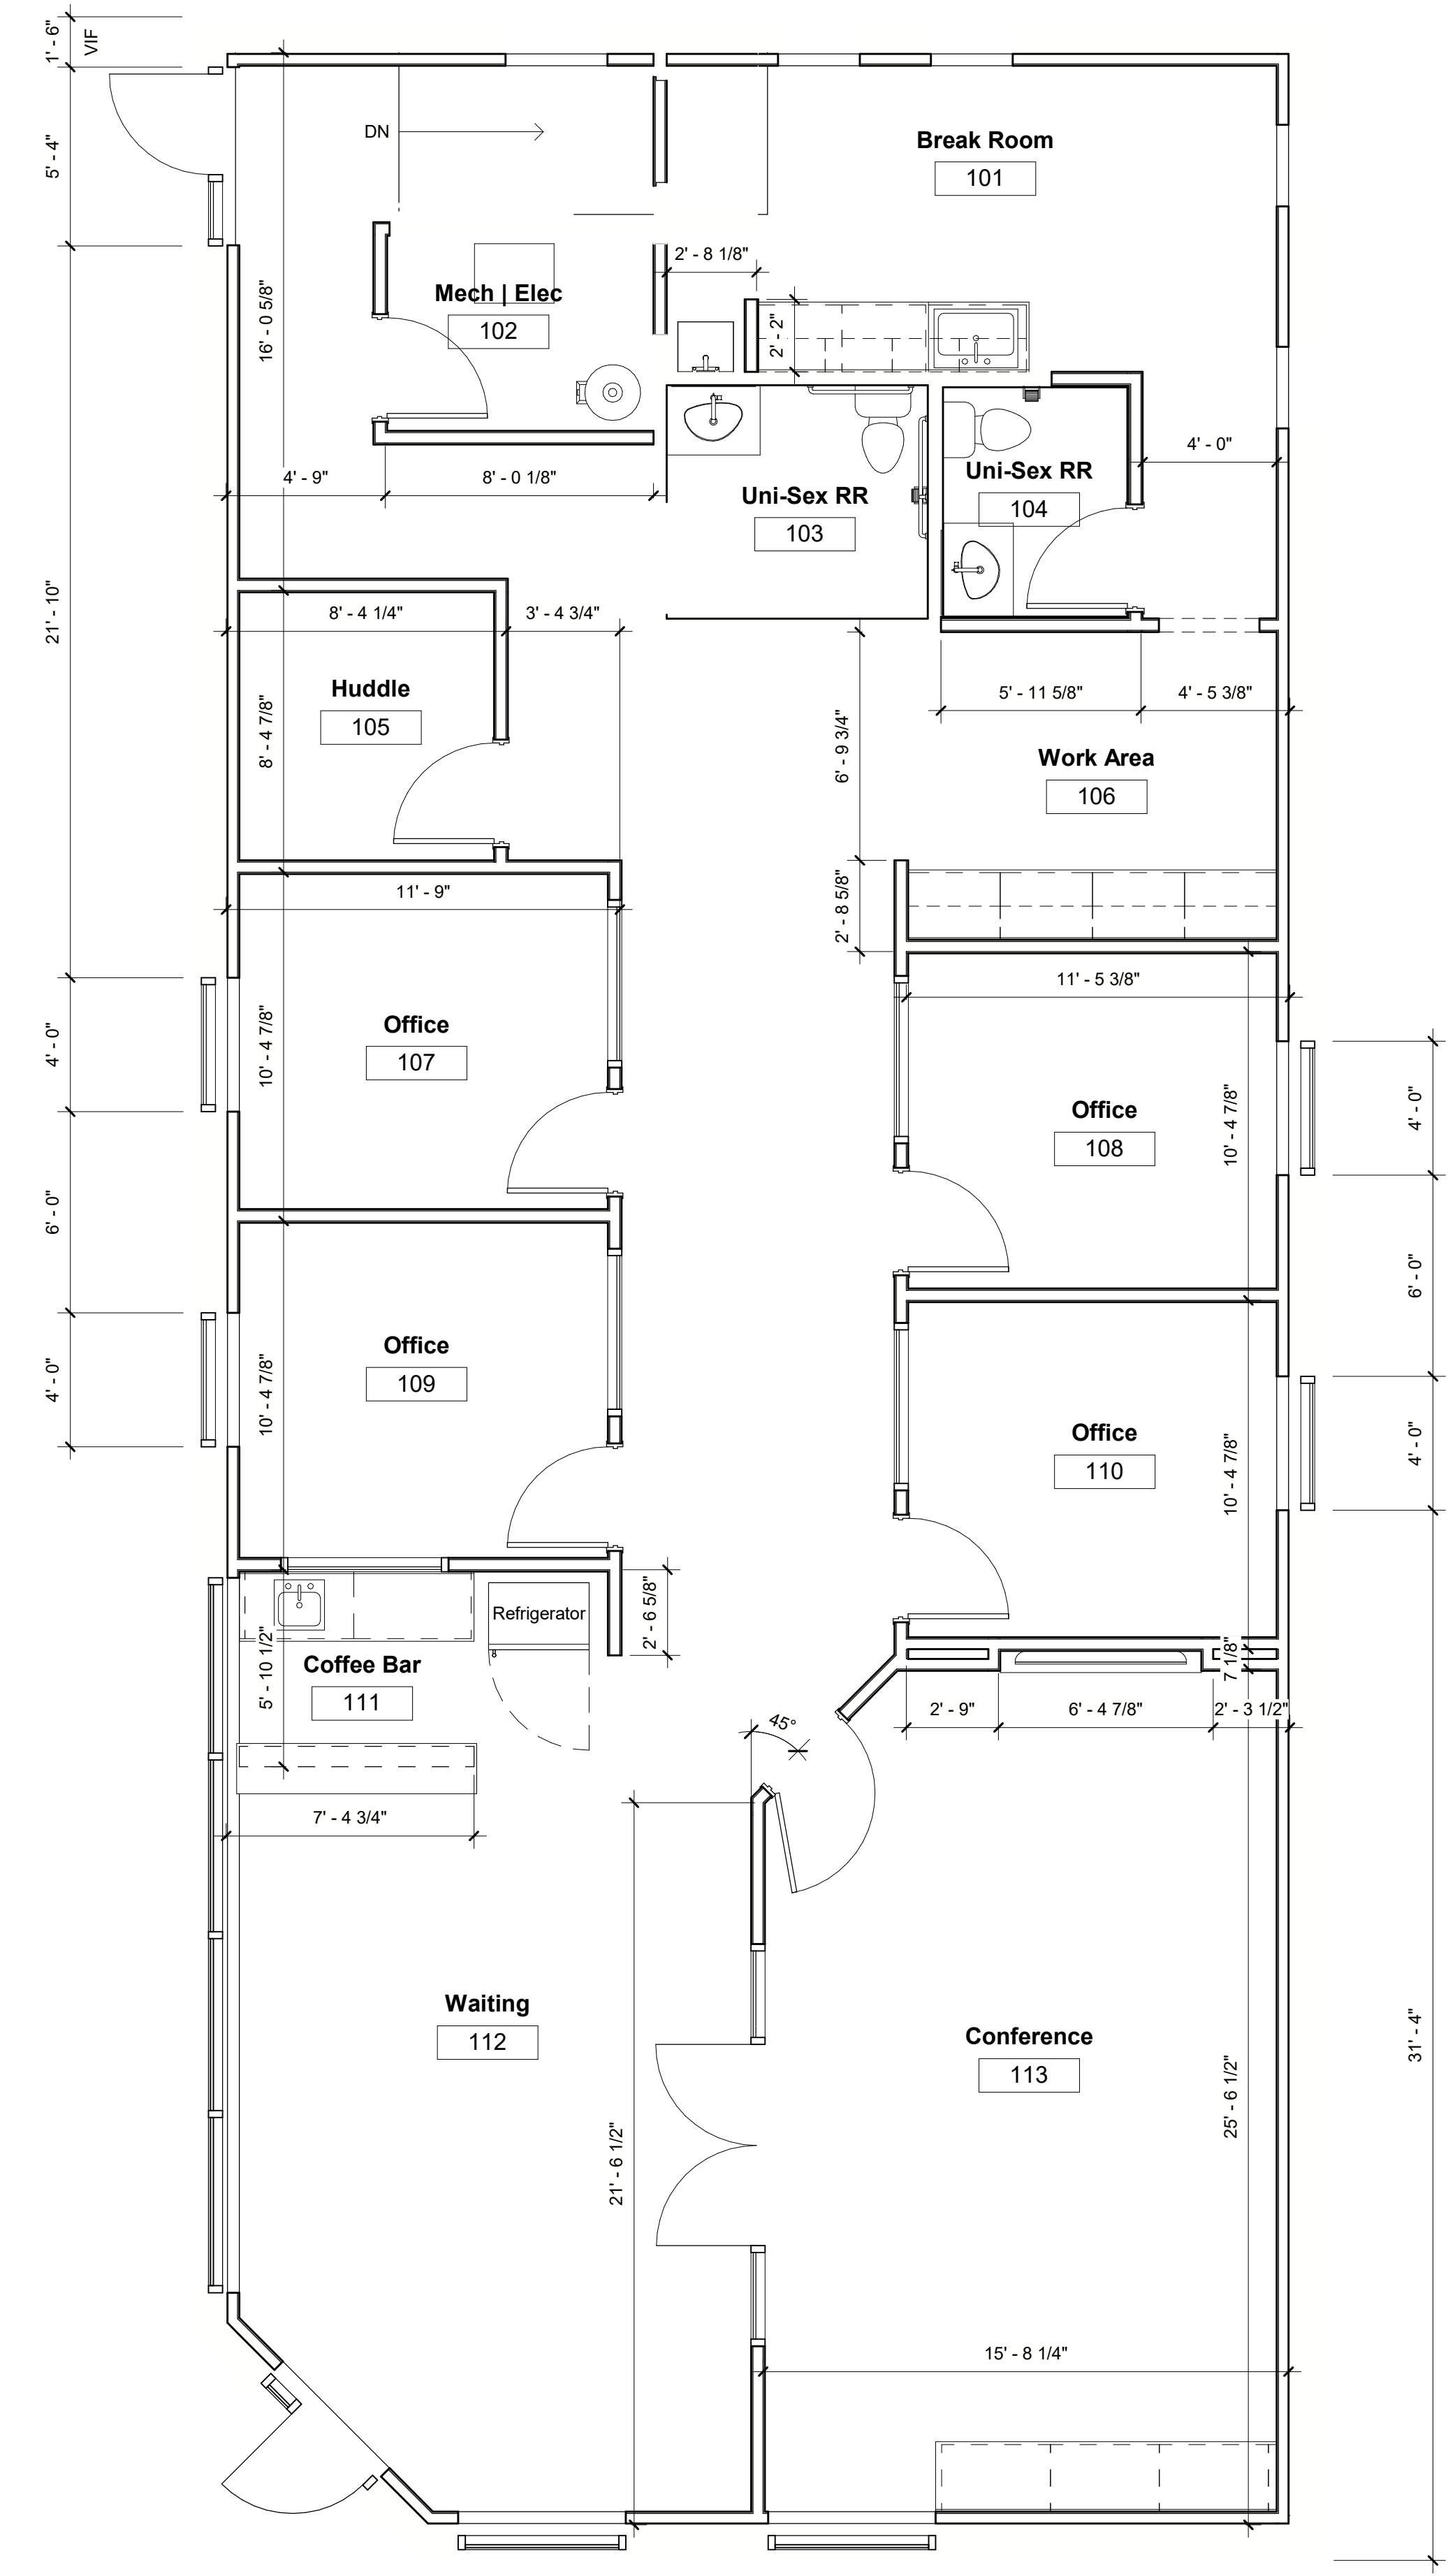 1' - 6"
VIF
5' - 4"
DN
Break Room
101
2' - 8 1/8"
16' - 0 5/8"
Mech | Elec
102
2' - 2"
4' - 0"
4' - 9"
8' - 0 1/8"
Uni-Sex RR
103
Uni-Sex RR
104
21' - 10"
8' - 4 1/4"
3' - 4 3/4"
Huddle
105
8' - 4 7/8"
6' - 9 3/4"
5' - 11 5/8"
4' - 5 3/8"
Work Area
106
11' - 9"
2' - 8 5/8"
11' - 5 3/8"
4' - 0"
10' - 4 7/8"
Office
107
Office
108
10' - 4 7/8"
4' - 0"
6' - 0"
6' - 0"
4' - 0"
10' - 4 7/8"
Office
109
Office
110
10' - 4 7/8"
4' - 0"
Refrigerator
2' - 6 5/8"
5' - 10 1/2"
Coffee Bar
111
7 1/8"
2' - 9"
6' - 4 7/8"
2' - 3 1/2"
45°
7' - 4 3/4"
Waiting
112
Conference
113
21' - 6 1/2"
25' - 6 1/2"
31' - 4"
15' - 8 1/4"